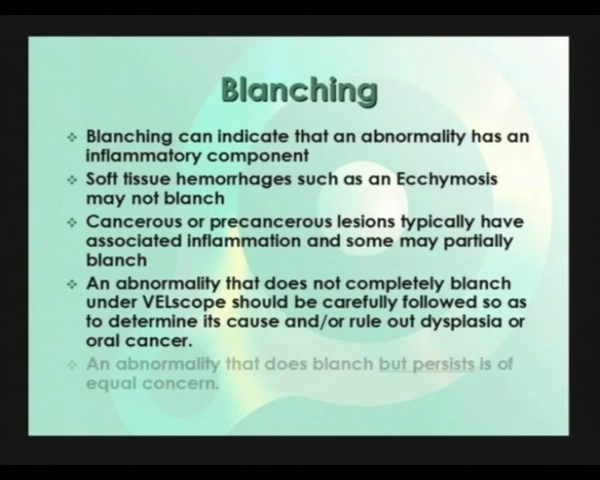 Blanching
Blanching can indicate that an abnormality has an
inflammatory component
Soft tissue hemorrhages such as an Ecchymosis
may not blanch
Cancerous or precancerous lesions typically have
associated inflammation and some may partially
blanch
An abnormality that does not completely blanch
under VELscope should be carefully followed so as
to determine its cause and/or rule out dysplasia or
oral cancer.
An abnormality that does blanch but persists is of
equal concern.